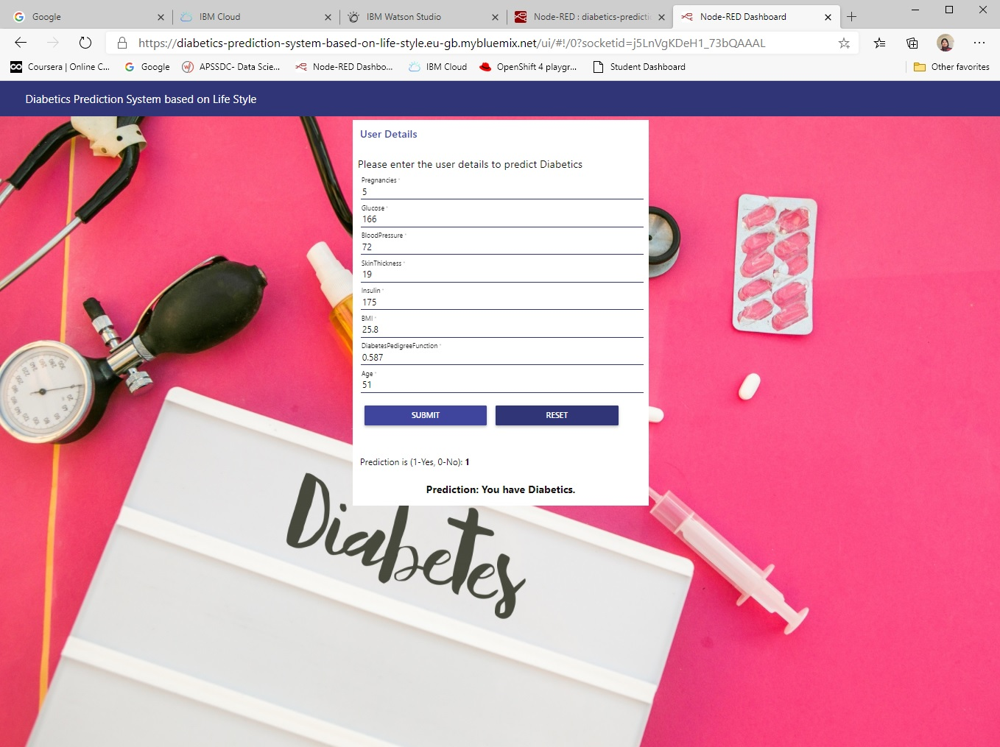 Google
IBM Cloud
IBM Watson Studio
Node-RED : diabetics-predicti
Node-RED Dashboard
https://diabetics-prediction-system-based-on-life-style.eu-gb.mybluemix.net/ui/#!/0?socketid=j5LnVgKDeH1_73bQAAAL
Coursera | Online C...
Google
APSSDC- Data Scie...
Node-RED Dashbo...
IBM Cloud
OpenShift 4 playgr...
Student Dashboard
Other favorites
Diabetics Prediction System based on Life Style
User Details
Please enter the user details to predict Diabetics
Pregnancies *
5
Glucose *
166
BloodPressure *
72
SkinThickness *
19
Insulin *
175
BMI *
25.8
DiabetesPedigreeFunction *
0.587
Age *
51
SUBMIT RESET
Prediction is (1-Yes, 0-No): 1
Prediction: You have Diabetics.
Diabetes